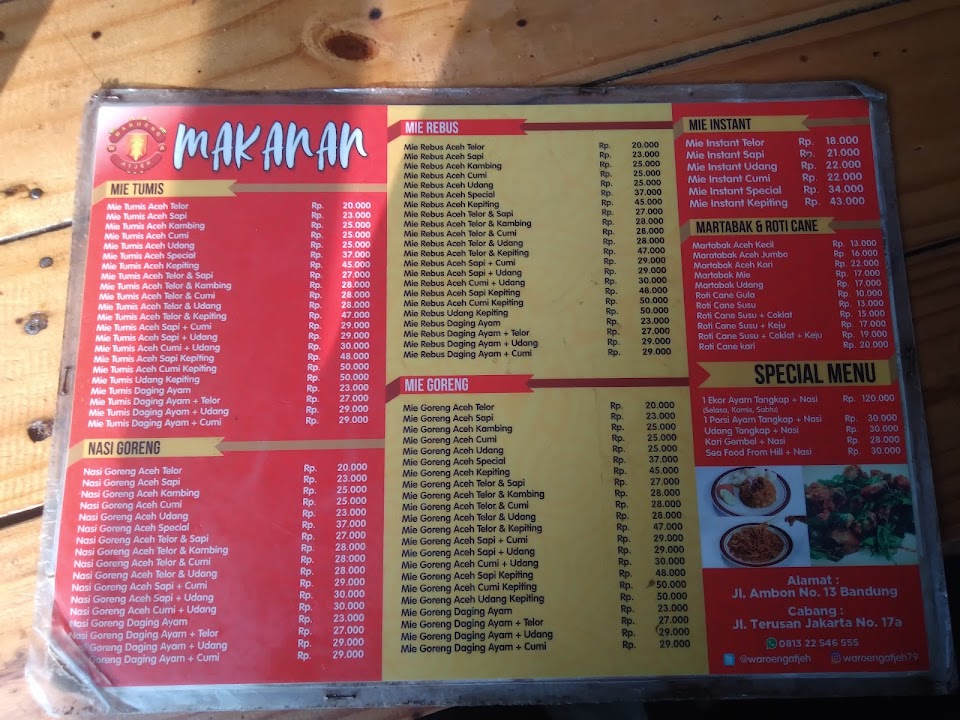 WAROENG
ATJEH
MAKANAN
MIE TUMIS
Mie Tumis Aceh Telor Rp. 20.000
Mie Tumis Aceh Sapi Rp. 23.000
Mie Tumis Aceh Kambing Rp. 25.000
Mie Tumis Aceh Cumi Rp. 25.000
Mie Tumis Aceh Udang Rp. 25.000
Mie Tumis Aceh Special Rp. 37.000
Mie Tumis Aceh Kepiting Rp. 45.000
Mie Tumis Aceh Telor & Sapi Rp. 27.000
Mie Tumis Aceh Telor & Kambing Rp. 28.000
Mie Tumis Aceh Telor & Cumi Rp. 28.000
Mie Tumis Aceh Telor & Udang Rp. 28.000
Mie Tumis Aceh Telor & Kepiting Rp. 47.000
Mie Tumis Aceh Sapi + Cumi Rp. 29.000
Mie Tumis Aceh Sapi + Udang Rp. 29.000
Mie Tumis Aceh Cumi + Udang Rp. 30.000
Mie Tumis Aceh Sapi Kepiting Rp. 48.000
Mie Tumis Aceh Cumi Kepiting Rp. 50.000
Mie Tumis Udang Kepiting Rp. 50.000
Mie Tumis Daging Ayam Rp. 23.000
Mie Tumis Daging Ayam + Telor Rp. 27.000
Mie Tumis Daging Ayam + Udang Rp. 29.000
Mie Tumis Daging Ayam + Cumi Rp. 29.000
NASI GORENG
Nasi Goreng Aceh Telor Rp. 20.000
Nasi Goreng Aceh Sapi Rp. 23.000
Nasi Goreng Aceh Kambing Rp. 25.000
Nasi Goreng Aceh Cumi Rp. 25.000
Nasi Goreng Aceh Udang Rp. 23.000
Nasi Goreng Aceh Special Rp. 37.000
Nasi Goreng Aceh Telor & Sapi Rp. 27.000
Nasi Goreng Aceh Telor & Kambing Rp. 28.000
Nasi Goreng Aceh Telor & Cumi Rp. 28.000
Nasi Goreng Aceh Telor & Udang Rp. 28.000
Nasi Goreng Aceh Sapi + Cumi Rp. 29.000
Nasi Goreng Aceh Sapi + Udang Rp. 30.000
Nasi Goreng Aceh Cumi + Udang Rp. 30.000
Nasi Goreng Daging Ayam Rp. 23.000
Nasi Goreng Daging Ayam + Telor Rp. 27.000
Nasi Goreng Daging Ayam + Udang Rp. 29.000
Goreng Daging Ayam + Cumi Rp. 29.000
MIE REBUS
Mie Rebus Aceh Telor Rp. 20.000
Mie Rebus Aceh Sapi Rp. 23.000
Mie Rebus Aceh Kambing Rp. 25.000
Mie Rebus Aceh Cumi Rp. 25.000
Mie Rebus Aceh Udang Rp. 25.000
Mie Rebus Aceh Special Rp. 37.000
Mie Rebus Aceh Kepiting Rp. 45.000
Mie Rebus Aceh Telor & Sapi Rp. 27.000
Mie Rebus Aceh Telor & Kambing Rp. 28.000
Mie Rebus Aceh Telor & Cumi Rp. 28.000
Mie Rebus Aceh Telor & Udang Rp. 28.000
Mie Rebus Aceh Telor & Kepiting Rp. 47.000
Mie Rebus Aceh Sapi + Cumi Rp. 29.000
Mie Rebus Aceh Sapi + Udang Rp. 29.000
Mie Rebus Aceh Cumi + Udang Rp. 30.000
Mie Rebus Aceh Sapi Kepiting Rp. 48.000
Mie Rebus Aceh Cumi Kepiting Rp. 50.000
Mie Rebus Udang Kepiting Rp. 50.000
Mie Rebus Daging Ayam Rp. 23.000
Mie Rebus Daging Ayam + Telor Rp. 27.000
Mie Rebus Daging Ayam + Udang Rp. 29.000
Mie Rebus Daging Ayam + Cumi Rp. 29.000
MIE GORENG
Mie Goreng Aceh Telor Rp. 20.000
Mie Goreng Aceh Sapi Rp. 23.000
Mie Goreng Aceh Kambing Rp. 25.000
Mie Goreng Aceh Cumi Rp. 25.000
Mie Goreng Aceh Udang Rp. 25.000
Mie Goreng Aceh Special Rp. 37.000
Mie Goreng Aceh Kepiting Rp. 45.000
Mie Goreng Aceh Telor & Sapi Rp. 27.000
Mie Goreng Aceh Telor & Kambing Rp. 28.000
Mie Goreng Aceh Telor & Cumi Rp. 28.000
Mie Goreng Aceh Telor & Udang Rp. 28.000
Mie Goreng Aceh Telor & Kepiting Rp. 47.000
Mie Goreng Aceh Sapi + Cumi Rp. 29.000
Mie Goreng Aceh Sapi + Udang Rp. 29.000
Mie Goreng Aceh Cumi + Udang Rp. 30.000
Mie Goreng Aceh Sapi Kepiting Rp. 48.000
Mie Goreng Aceh Cumi Kepiting Rp. 50.000
Mie Goreng Aceh Udang Kepiting Rp. 50.000
Mie Goreng Daging Ayam Rp. 23.000
Mie Goreng Daging Ayam + Telor Rp. 27.000
Mie Goreng Daging Ayam + Udang Rp. 29.000
Mie Goreng Daging Ayam + Cumi Rp. 29.000
MIE INSTANT
Mie Instant Telor Rp. 18.000
Mie Instant Sapi Rp. 21.000
Mie Instant Udang Rp. 22.000
Mie Instant Cumi Rp. 22.000
Mie Instant Special Rp. 34.000
Mie Instant Kepiting Rp. 43.000
MARTABAK & ROTI CANE
Martabak Aceh Kecil Rp. 13.000
Maratabak Aceh Jumbo Rp. 16.000
Martabak Aceh Kari Rp. 22.000
Martabak Mie Rp. 17.000
Martabak Udang Rp. 17.000
Roti Cane Gula Rp. 10.000
Roti Cane Susu Rp. 13.000
Roti Cane Susu + Coklat Rp. 15.000
Roti Cane Susu + Keju Rp. 17.000
Roti Cane Susu + Coklat + Keju Rp. 19.000
Roti Cane kari Rp. 20.000
SPECIAL MENU
1 Ekor Ayam Tangkap + Nasi Rp. 120.000
(Selasa, Kamis, Sabtu)
1 Porsi Ayam Tangkap + Nasi Rp. 30.000
Udang Tangkap + Nasi Rp. 30.000
Kari Gembel + Nasi Rp. 28.000
Sea Food From Hill + Nasi Rp. 30.000
Alamat :
Jl. Ambon No. 13 Bandung
Cabang :
Jl. Terusan Jakarta No. 17a
0813 22 546 555
@waroengatjeh waroengatjeh79